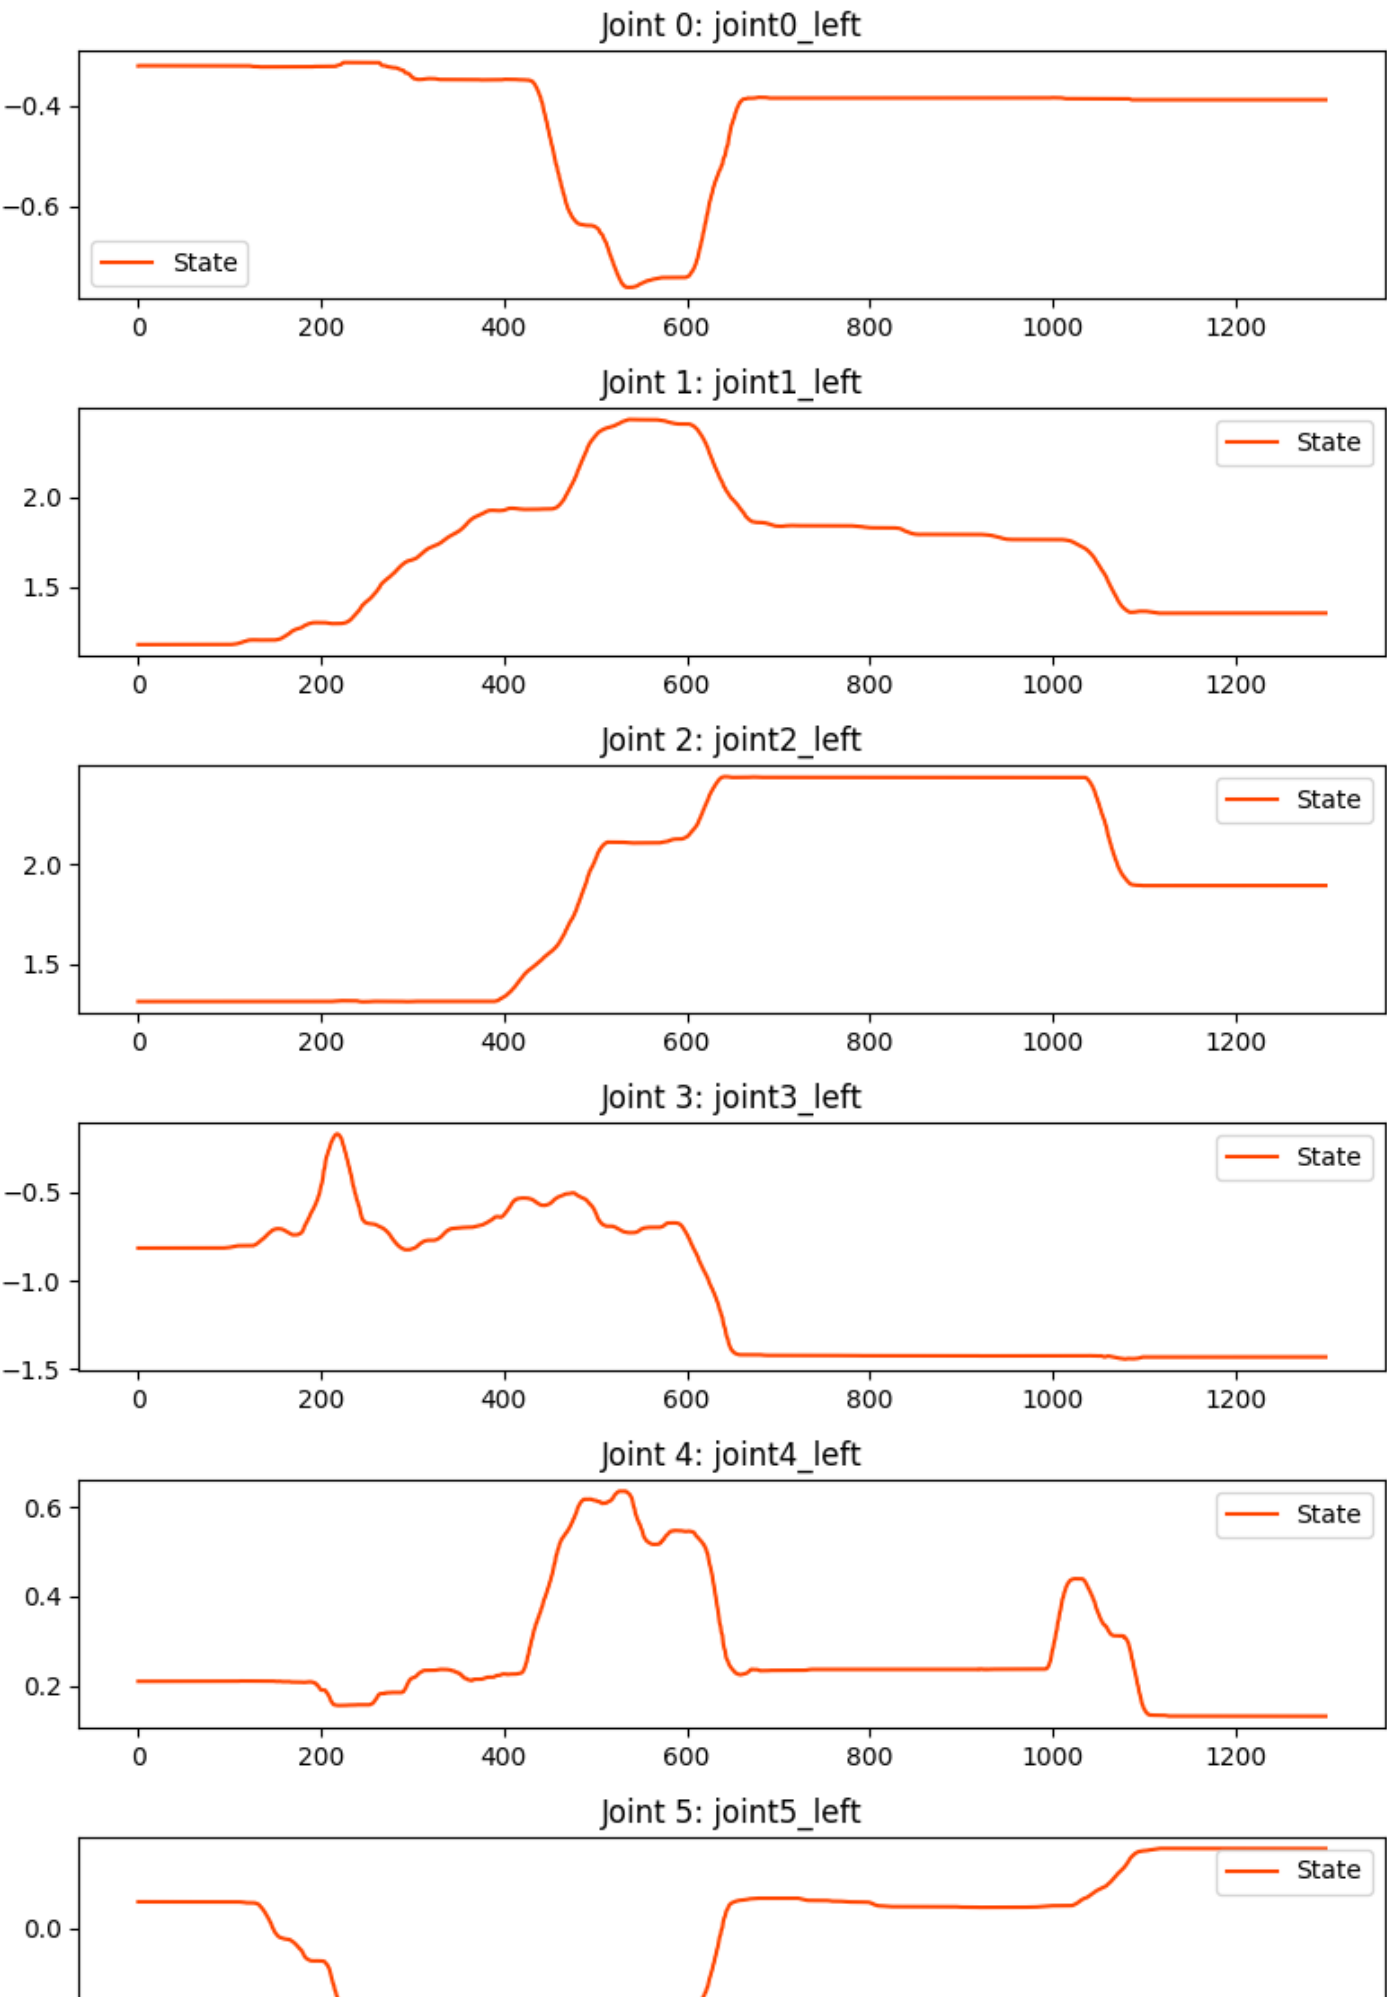 Joint 0: joint0_left
−0.4
−0.6
State
0 200 400 600 800 1000 1200
Joint 1: joint1_left
State
2.0
1.5
0 200 400 600 800 1000 1200
Joint 2: joint2_left
State
2.0
1.5
0 200 400 600 800 1000 1200
Joint 3: joint3_left
State
−0.5
−1.0
−1.5
0 200 400 600 800 1000 1200
Joint 4: joint4_left
0.6
State
0.4
0.2
0 200 400 600 800 1000 1200
Joint 5: joint5_left
State
0.0